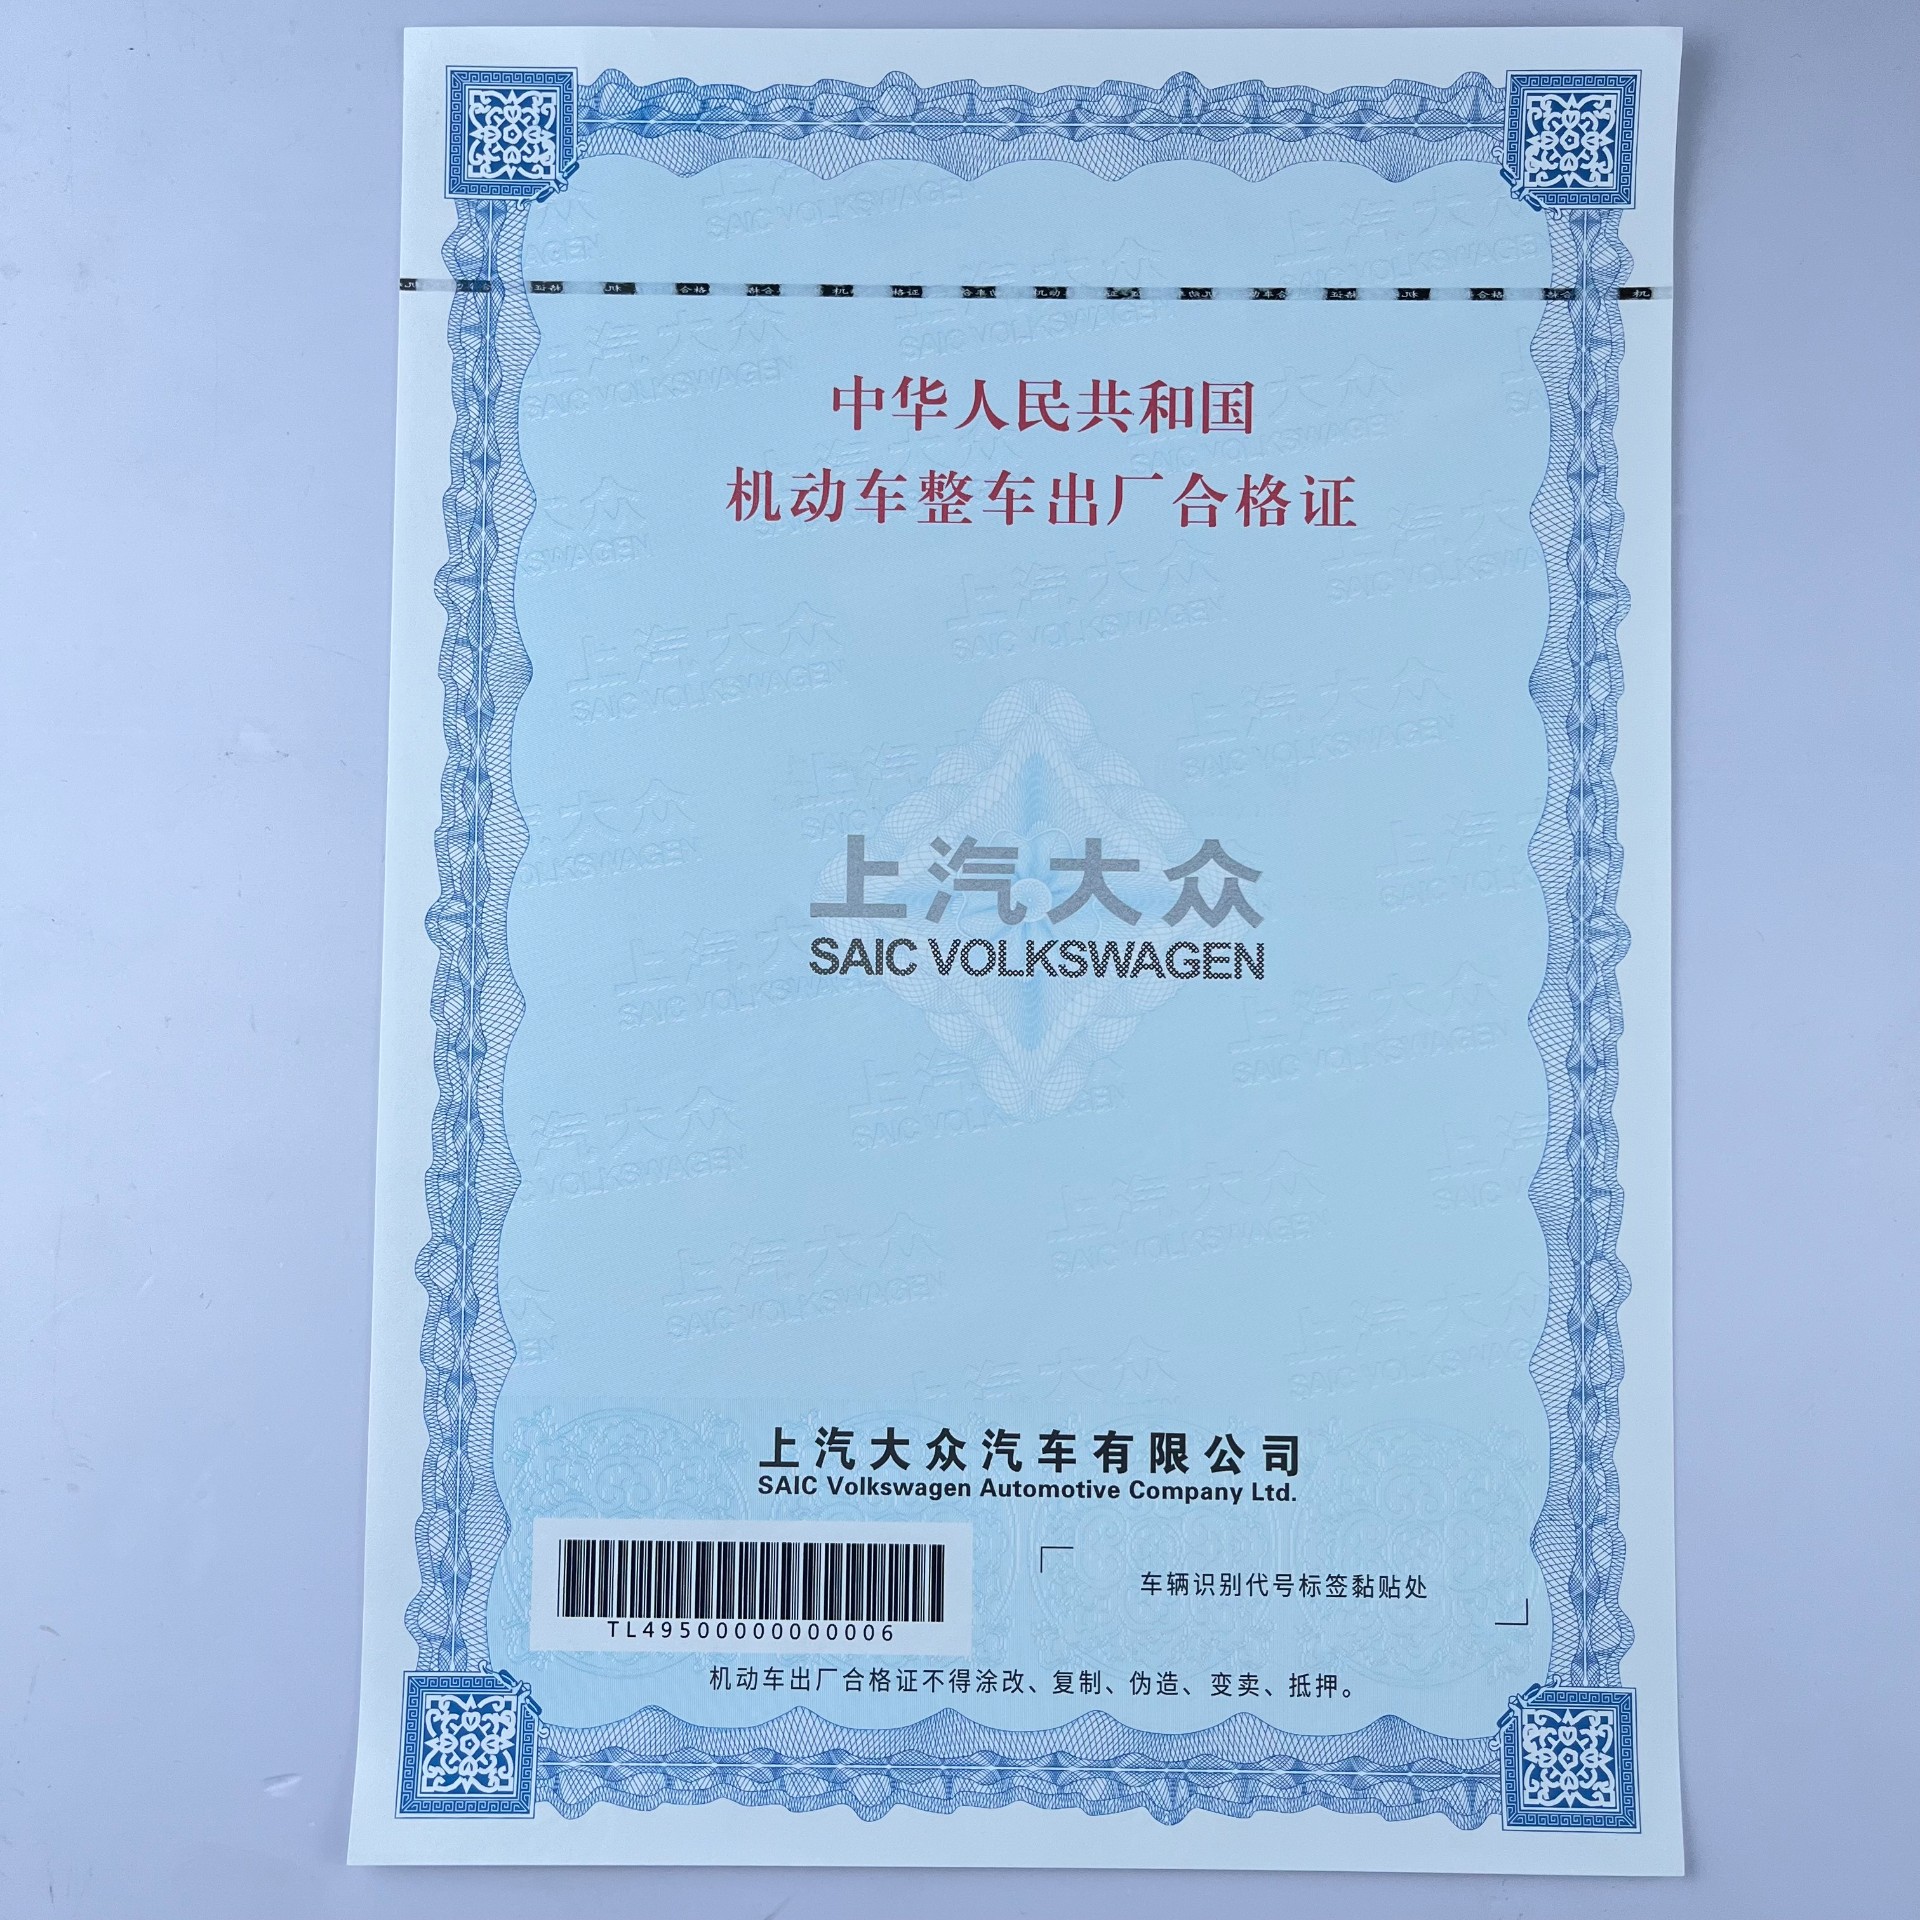 中华人民共和国
机动车整车出厂合格证
上汽大众
SAIC VOLKSWAGEN
上汽大众汽车有限公司
SAIC Volkswagen Automotive Company Ltd.
TL49500000000006
车辆识别代号标签黏贴处
机动车出厂合格证不得涂改、复制、伪造、变卖、抵押。